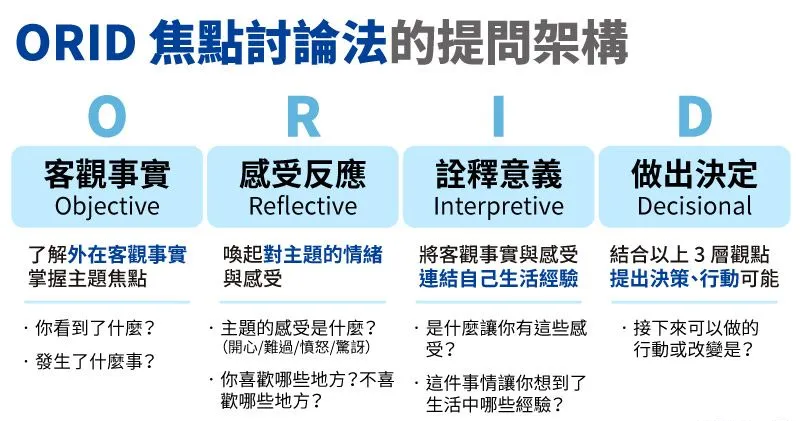 ORID 焦點討論法的提問架構
O
客觀事實
Objective
了解外在客觀事實
掌握主題焦點
・你看到了什麼？
・發生了什麼事？
R
感受反應
Reflective
喚起對主題的情緒
與感受
・主題的感受是什麼？
（開心/難過/憤怒/驚訝）
・你喜歡哪些地方？不喜
歡哪些地方？
I
詮釋意義
Interpretive
將客觀事實與感受
連結自己生活經驗
・是什麼讓你有這些感
受？
・這件事情讓你想到了
生活中哪些經驗？
D
做出決定
Decisional
結合以上 3 層觀點
提出決策、行動可能
・接下來可以做的
行動或改變是？